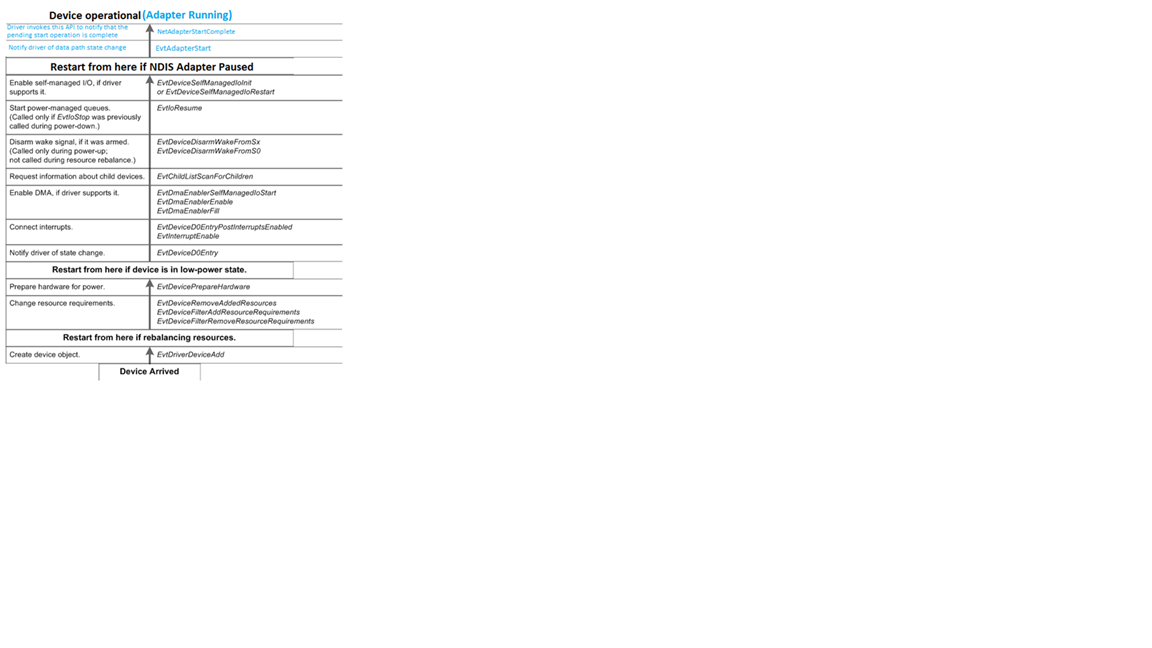 Device operational (Adapter Running)
Driver invokes this API to notify that the
pending start operation is complete
NetAdapterStartComplete
Notify driver of data path state change
EvtAdapterStart
Restart from here if NDIS Adapter Paused
Enable self-managed I/O, if driver
supports it.
EvtDeviceSelfManagedIoInit
or EvtDeviceSelfManagedIoRestart
Start power-managed queues.
(Called only if EvtIoStop was previously
called during power-down.)
EvtIoResume
Disarm wake signal, if it was armed.
(Called only during power-up;
not called during resource rebalance.)
EvtDeviceDisarmWakeFromSx
EvtDeviceDisarmWakeFromS0
Request information about child devices.
EvtChildListScanForChildren
Enable DMA, if driver supports it.
EvtDmaEnablerSelfManagedIoStart
EvtDmaEnablerEnable
EvtDmaEnablerFill
Connect interrupts.
EvtDeviceD0EntryPostInterruptsEnabled
EvtInterruptEnable
Notify driver of state change.
EvtDeviceD0Entry
Restart from here if device is in low-power state.
Prepare hardware for power.
EvtDevicePrepareHardware
Change resource requirements.
EvtDeviceRemoveAddedResources
EvtDeviceFilterAddResourceRequirements
EvtDeviceFilterRemoveResourceRequirements
Restart from here if rebalancing resources.
Create device object.
EvtDriverDeviceAdd
Device Arrived